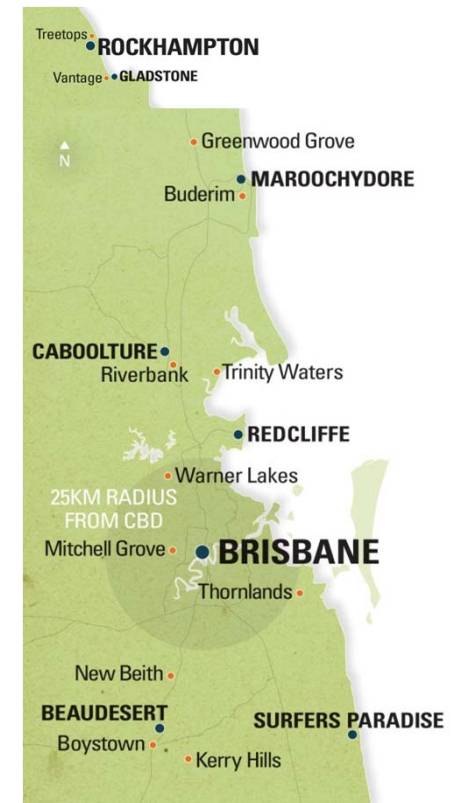 Treetops
ROCKHAMPTON
Vantage
GLADSTONE
N
Greenwood Grove
MAROOCHYDORE
Buderim
CABOOLTURE
Riverbank
Trinity Waters
REDCLIFFE
Warner Lakes
25KM RADIUS
FROM CBD
Mitchell Grove
BRISBANE
Thornlands
New Beith
BEAUDESERT
SURFERS PARADISE
Boystown
Kerry Hills